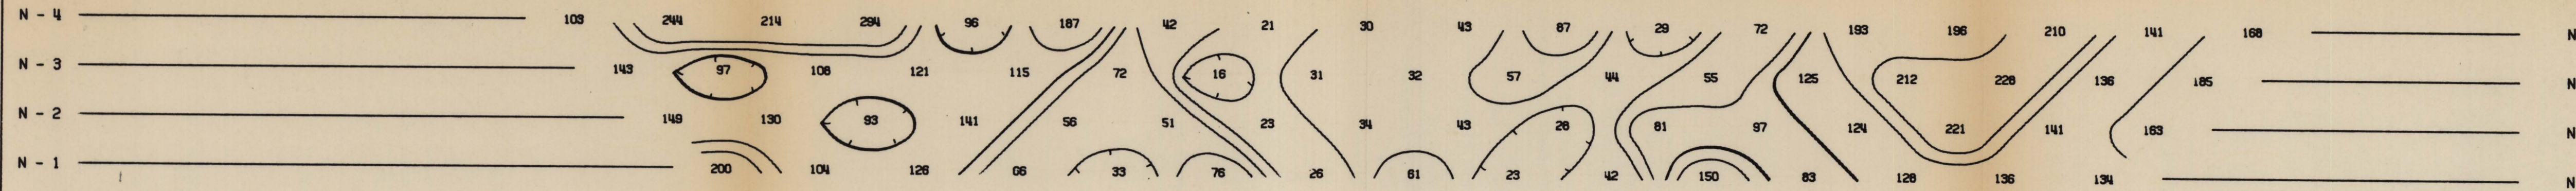 N - 4 103 244 214 294 96 187 42 21 30 43 87 29 72 193 196 210 141 168 N
N - 3 143 97 108 121 115 72 16 31 32 57 44 55 125 212 228 136 185 N
N - 2 149 130 93 141 56 51 23 34 43 28 81 97 124 221 141 163 N
N - 1 200 104 126 66 33 76 26 61 23 42 150 83 128 136 134 N